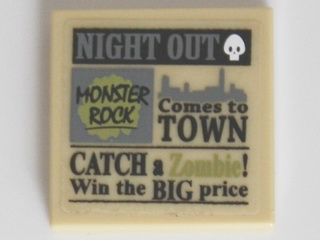 NIGHT OUT
MONSTER
ROCK
Comes to
TOWN
CATCH a Zombie!
Win the BIG price